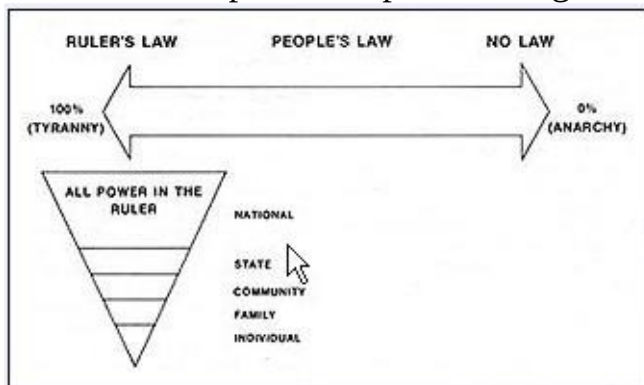 RULER'S LAW PEOPLE'S LAW NO LAW
100%
(TYRANNY)
0%
(ANARCHY)
ALL POWER IN THE
RULER
NATIONAL
STATE
COMMUNITY
FAMILY
INDIVIDUAL